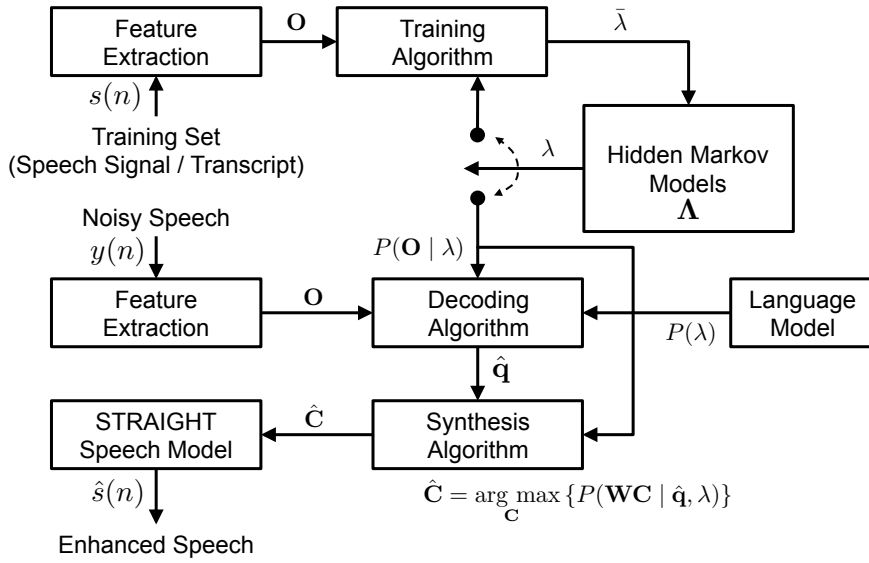 Feature
Extraction
O
Training
Algorithm
λ̄
s(n)
Training Set
(Speech Signal / Transcript)
λ
Hidden Markov
Models
Λ
Noisy Speech
y(n)
P(O | λ)
Feature
Extraction
O
Decoding
Algorithm
P(λ)
Language
Model
q̂
STRAIGHT
Speech Model
Ĉ
Synthesis
Algorithm
ŝ(n)
Ĉ = arg max {P(WC | q̂, λ)}
C
Enhanced Speech